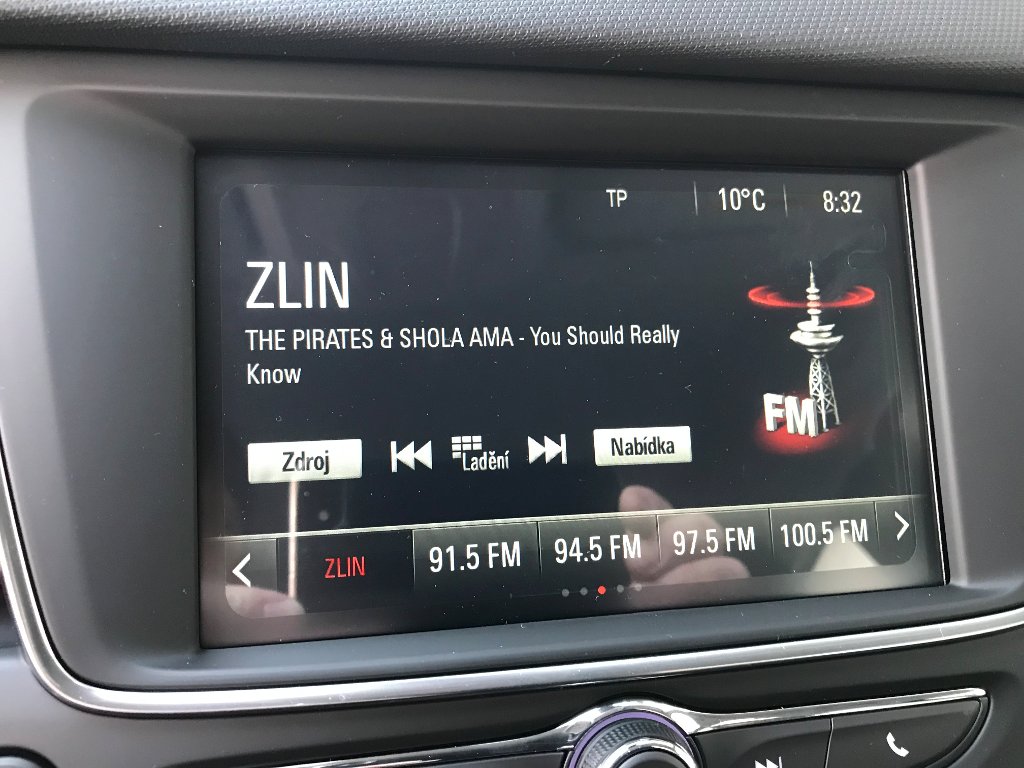 TP 10°C 8:32
ZLIN
THE PIRATES & SHOLA AMA - You Should Really
Know
FM
Zdroj Ladění Nabídka
ZLIN 91.5 FM 94.5 FM 97.5 FM 100.5 FM